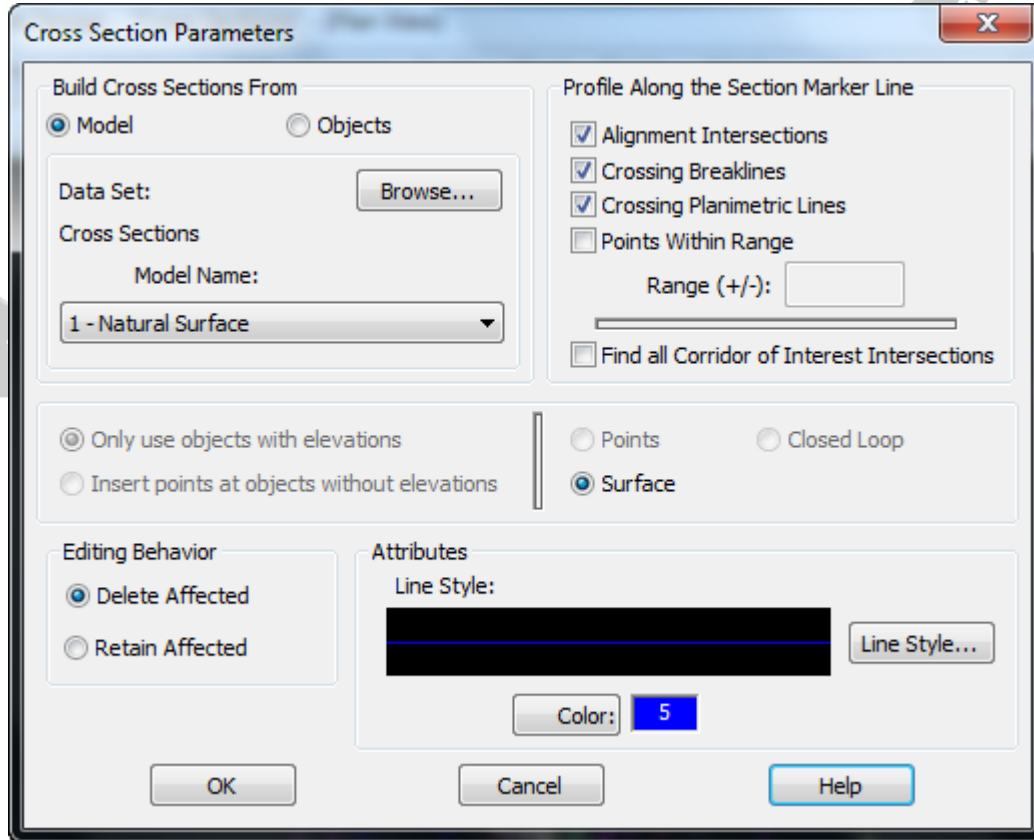 Cross Section Parameters
Build Cross Sections From
Model
Objects
Data Set:
Browse...
Cross Sections
Model Name:
1 - Natural Surface
Profile Along the Section Marker Line
Alignment Intersections
Crossing Breaklines
Crossing Planimetric Lines
Points Within Range
Range (+/-):
Find all Corridor of Interest Intersections
Only use objects with elevations
Insert points at objects without elevations
Points
Closed Loop
Surface
Editing Behavior
Delete Affected
Retain Affected
Attributes
Line Style:
Line Style...
Color:
5
OK
Cancel
Help